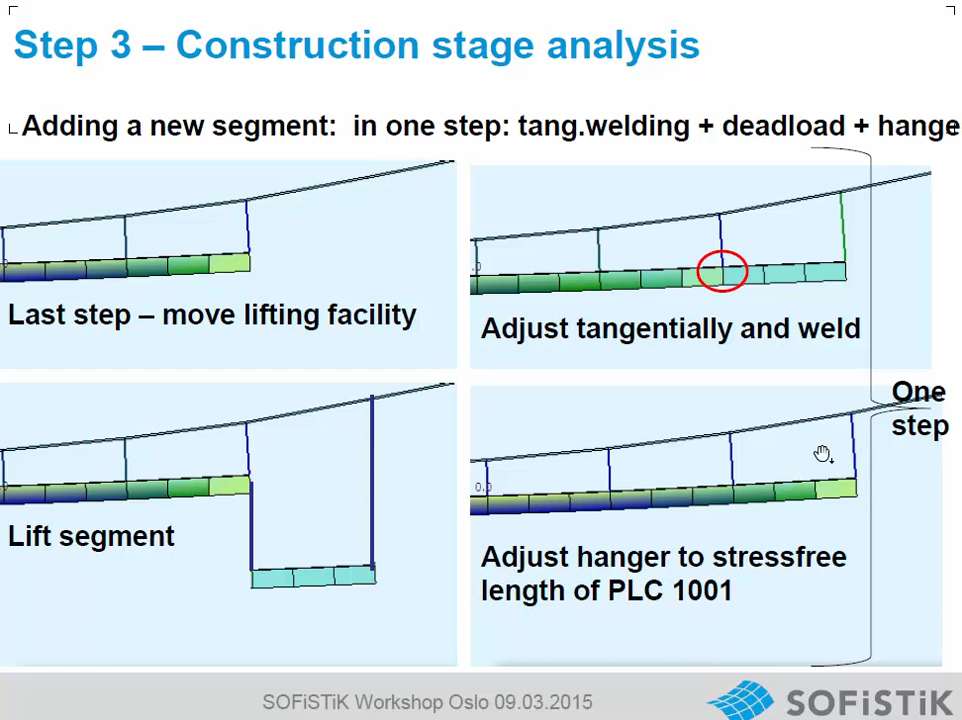 Step 3 – Construction stage analysis
Adding a new segment:  in one step: tang.welding + deadload + hange
Last step – move lifting facility
Adjust tangentially and weld
Lift segment
0.0
Adjust hanger to stressfree
length of PLC 1001
One
step
SOFiSTiK Workshop Oslo 09.03.2015
SOFiSTiK